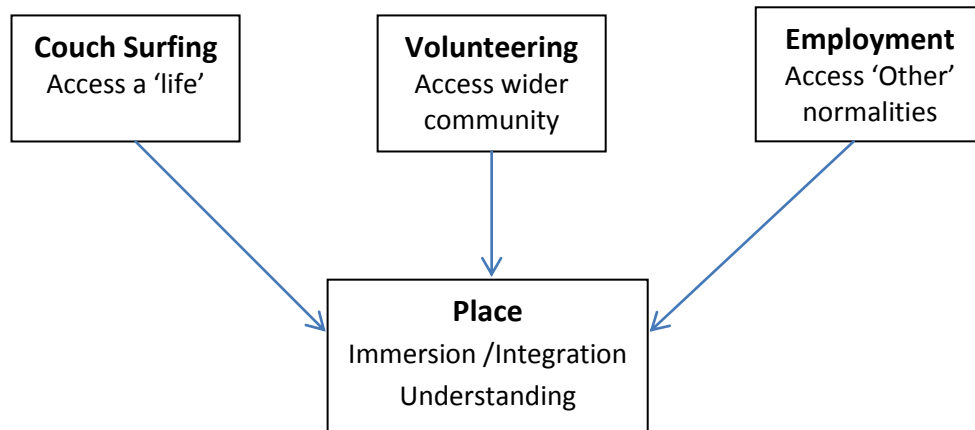 Couch Surfing
Access a ‘life’
Volunteering
Access wider
community
Employment
Access ‘Other’
normalities
Place
Immersion /Integration
Understanding